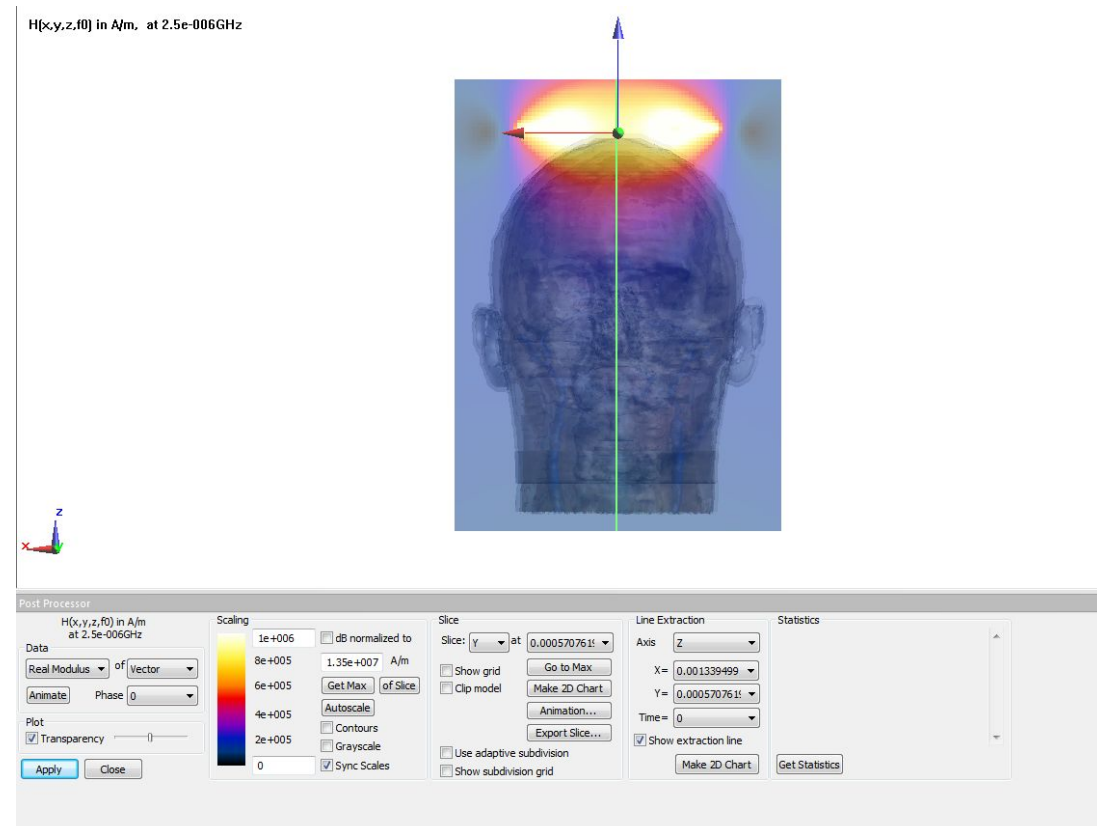 H(x,y,z,f0) in A/m, at 2.5e-006GHz
z
x
Y
Post Processor
H(x,y,z,f0) in A/m
at 2.5e-006GHz
Data
Real Modulus of Vector
Animate Phase 0
Plot
Transparency
Apply Close
Scaling
1e+006 dB normalized to
8e+005 1.35e+007 A/m
6e+005 Get Max of Slice
Autoscale
4e+005 Contours
2e+005 Grayscale
0 Sync Scales
Slice
Slice: Y at 0.000570761
Show grid Go to Max
Clip model Make 2D Chart
Animation...
Export Slice...
Use adaptive subdivision
Show subdivision grid
Line Extraction
Axis Z
X= 0.001339499
Y= 0.000570761
Time= 0
Show extraction line
Make 2D Chart
Statistics
Get Statistics